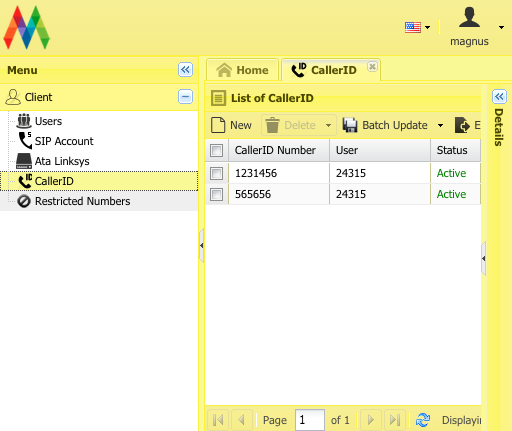 magnus
Menu
Client
Users
SIP Account
Ata Linksys
CallerID
Restricted Numbers
Home
CallerID
List of CallerID
New Delete Batch Update E
CallerID Number User Status
1231456 24315 Active
565656 24315 Active
Page 1 of 1 Displayin
Details